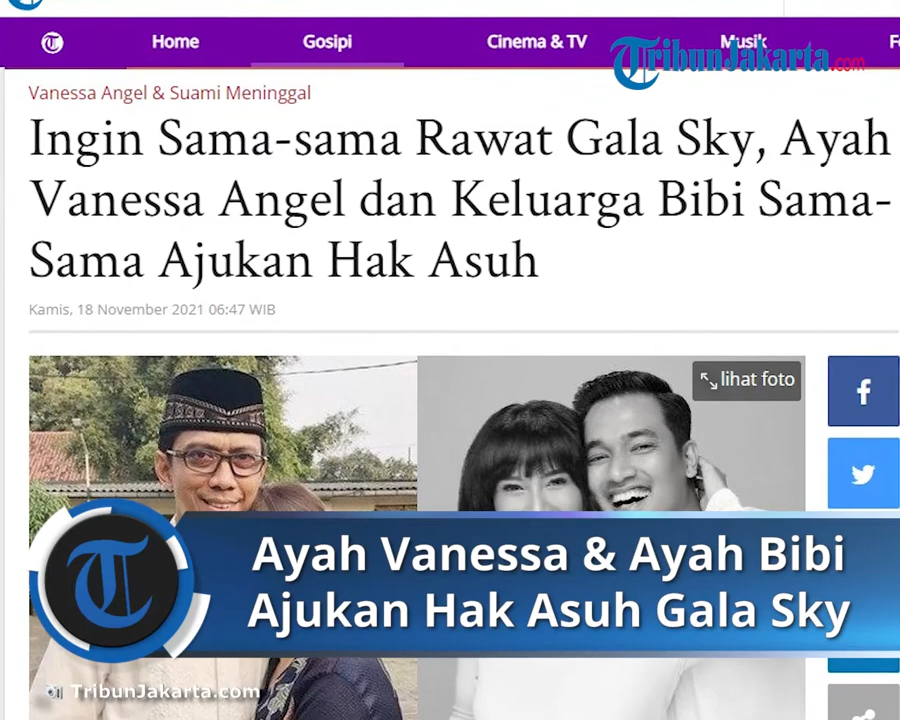 Home Gosipi Cinema & TV Musik F
TribunJakarta.com
Vanessa Angel & Suami Meninggal
Ingin Sama-sama Rawat Gala Sky, Ayah
Vanessa Angel dan Keluarga Bibi Sama-
Sama Ajukan Hak Asuh
Kamis, 18 November 2021 06:47 WIB
lihat foto
Ayah Vanessa & Ayah Bibi
Ajukan Hak Asuh Gala Sky
TribunJakarta.com